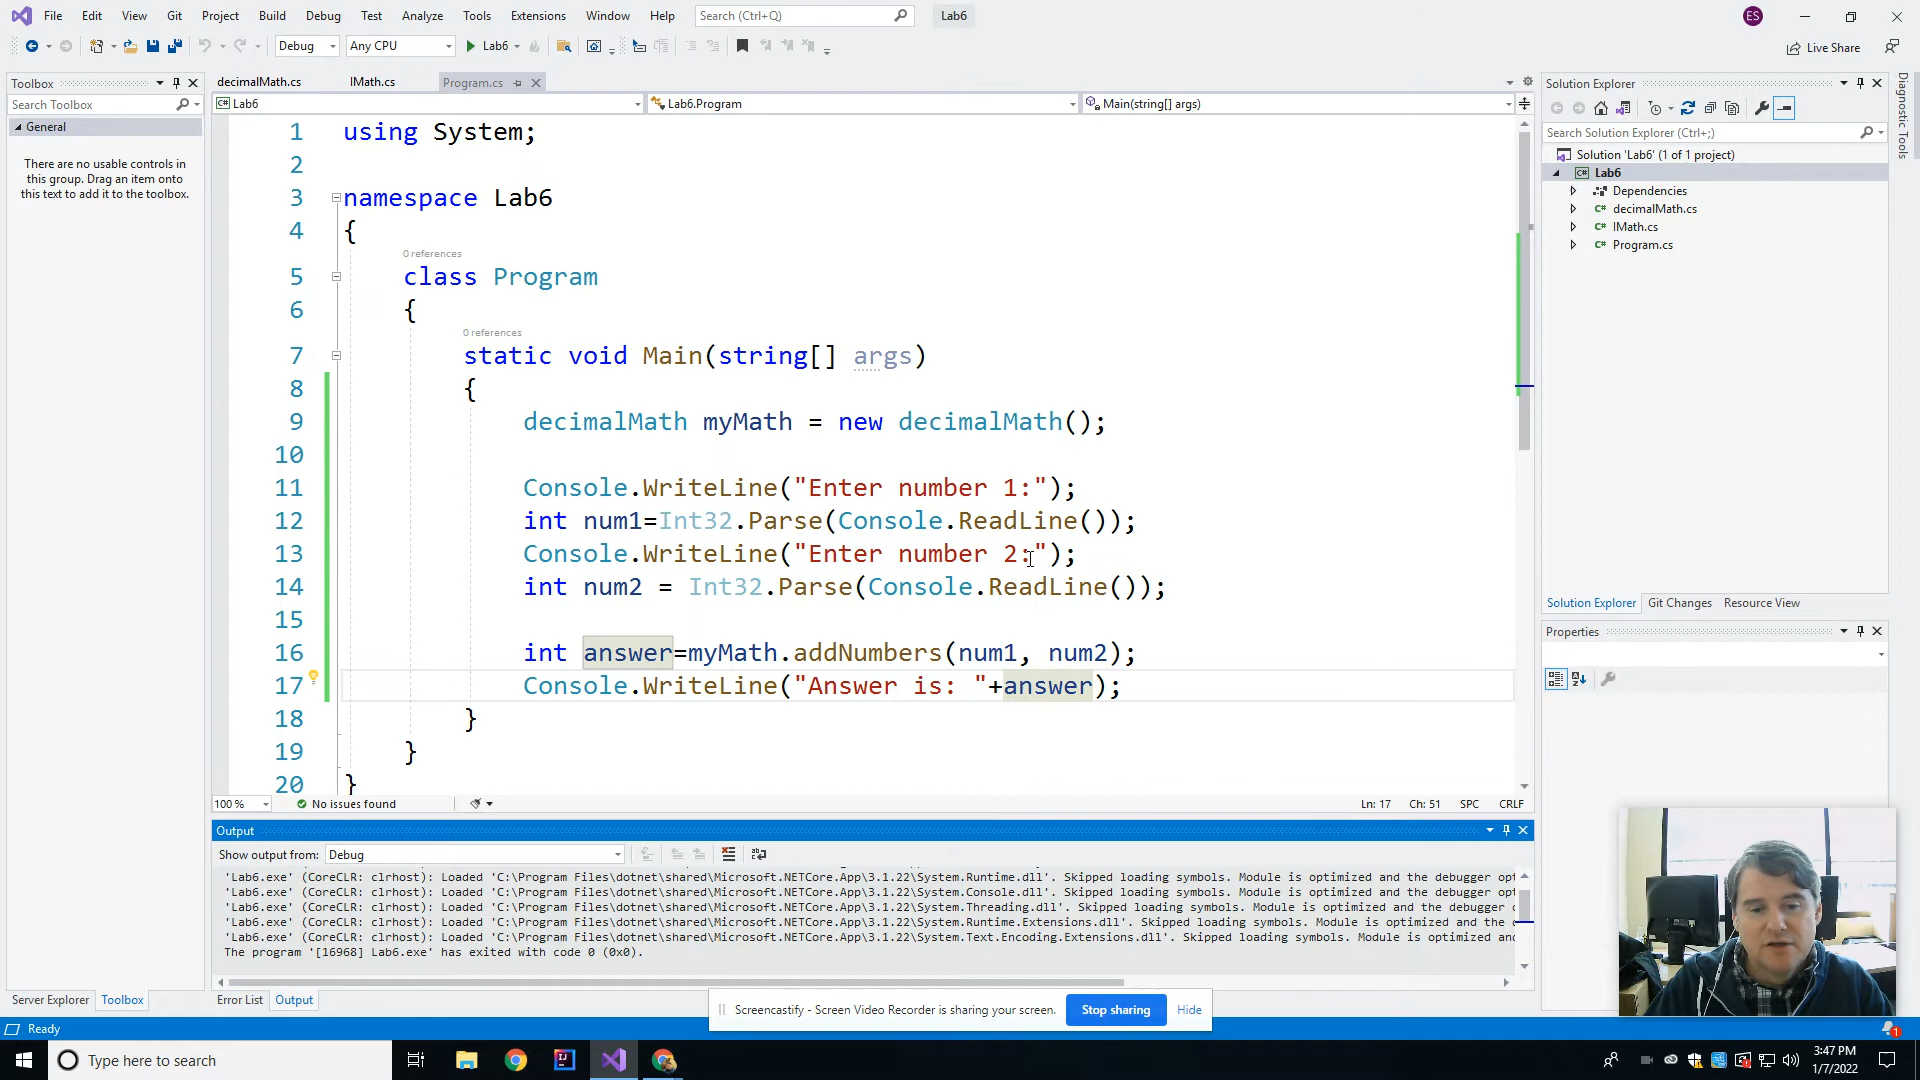 File Edit View Git Project Build Debug Test Analyze Tools Extensions Window Help Search (Ctrl+Q) Lab6 ES
Debug Any CPU Lab6 Live Share
Toolbox
Search Toolbox
General
There are no usable controls in
this group. Drag an item onto
this text to add it to the toolbox.
decimalMath.cs IMath.cs Program.cs
C# Lab6 Lab6.Program Main(string[] args)
1 using System;
2
3 namespace Lab6
4 {
0 references
5 class Program
6 {
0 references
7 static void Main(string[] args)
8 {
9 decimalMath myMath = new decimalMath();
10
11 Console.WriteLine("Enter number 1:");
12 int num1=Int32.Parse(Console.ReadLine());
13 Console.WriteLine("Enter number 2:");
14 int num2 = Int32.Parse(Console.ReadLine());
15
16 int answer=myMath.addNumbers(num1, num2);
17 Console.WriteLine("Answer is: "+answer);
18 }
19 }
20 }
100 % No issues found Ln: 17 Ch: 51 SPC CRLF
Output
Show output from: Debug
'Lab6.exe' (CoreCLR: clrhost): Loaded 'C:\Program Files\dotnet\shared\Microsoft.NETCore.App\3.1.22\System.Runtime.dll'. Skipped loading symbols. Module is optimized and the debugger opt
'Lab6.exe' (CoreCLR: clrhost): Loaded 'C:\Program Files\dotnet\shared\Microsoft.NETCore.App\3.1.22\System.Console.dll'. Skipped loading symbols. Module is optimized and the debugger opt
'Lab6.exe' (CoreCLR: clrhost): Loaded 'C:\Program Files\dotnet\shared\Microsoft.NETCore.App\3.1.22\System.Threading.dll'. Skipped loading symbols. Module is optimized and the debugger
'Lab6.exe' (CoreCLR: clrhost): Loaded 'C:\Program Files\dotnet\shared\Microsoft.NETCore.App\3.1.22\System.Runtime.Extensions.dll'. Skipped loading symbols. Module is optimized and the
'Lab6.exe' (CoreCLR: clrhost): Loaded 'C:\Program Files\dotnet\shared\Microsoft.NETCore.App\3.1.22\System.Text.Encoding.Extensions.dll'. Skipped loading symbols. Module is optimized and
The program '[16968] Lab6.exe' has exited with code 0 (0x0).
Server Explorer Toolbox
Error List Output
Solution Explorer
Search Solution Explorer (Ctrl+;)
Solution 'Lab6' (1 of 1 project)
C# Lab6
Dependencies
C# decimalMath.cs
C# IMath.cs
C# Program.cs
Solution Explorer Git Changes Resource View
Properties
Diagnostic Tools
Screencastify - Screen Video Recorder is sharing your screen. Stop sharing Hide
Ready
1
Type here to search
3:47 PM
1/7/2022